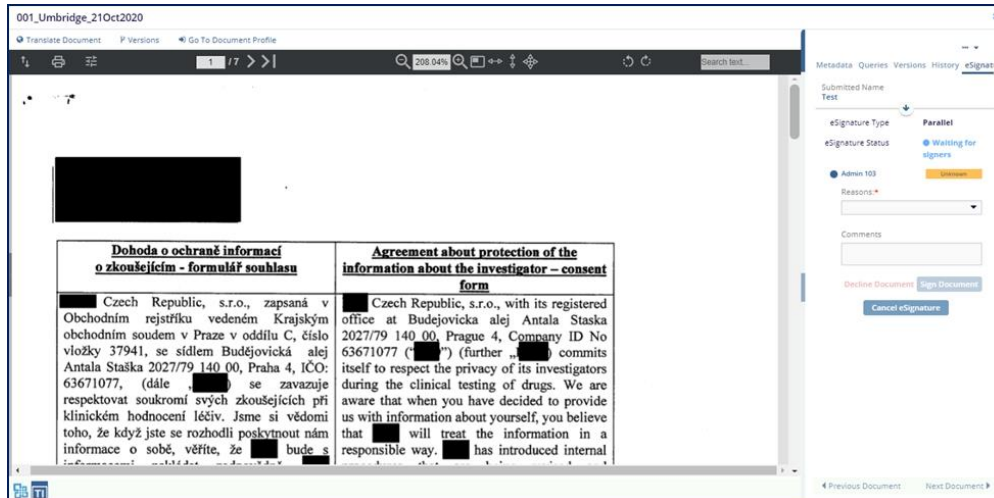 001_Umbridge_21Oct2020
Translate Document Versions Go To Document Profile
1 / 7 208.04% Search text...
Dohoda o ochraně informací
o zkoušejícím - formulář souhlasu
Czech Republic, s.r.o., zapsaná v
Obchodním rejstříku vedeném Krajským
obchodním soudem v Praze v oddílu C, číslo
vložky 37941, se sídlem Budějovická alej
Antala Staška 2027/79 140 00, Praha 4, IČO:
63671077, (dále „ ) se zavazuje
respektovat soukromí svých zkoušejících při
klinickém hodnocení léčiv. Jsme si vědomi
toho, že když jste se rozhodli poskytnout nám
informace o sobě, věříte, že bude s
Agreement about protection of the
information about the investigator – consent
form
Czech Republic, s.r.o., with its registered
office at Budejovicka alej Antala Staska
2027/79 140 00, Prague 4, Company ID No
63671077 (“ ”) (further „ ) commits
itself to respect the privacy of its investigators
during the clinical testing of drugs. We are
aware that when you have decided to provide
us with information about yourself, you believe
that will treat the information in a
responsible way. has introduced internal
Metadata Queries Versions History eSignat
Submitted Name
Test
eSignature Type Parallel
eSignature Status Waiting for
signers
Admin 103 Unknown
Reasons:*
Comments
Decline Document Sign Document
Cancel eSignature
Previous Document Next Document
TI